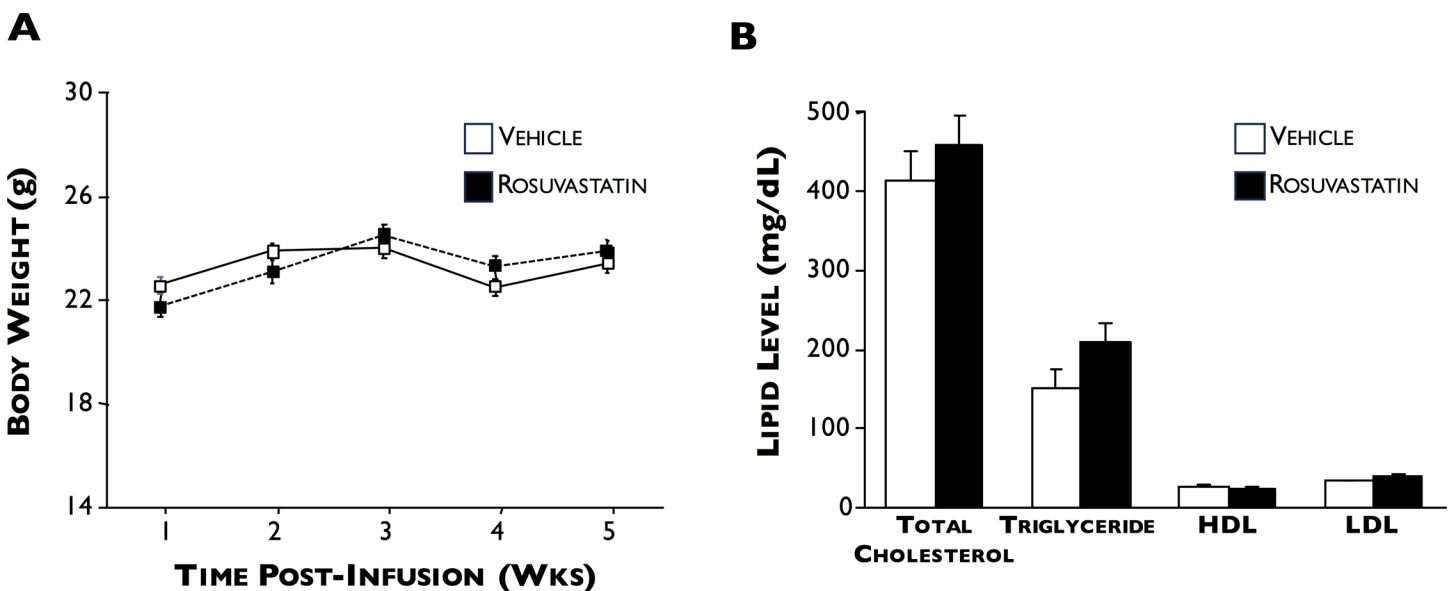 A
BODY WEIGHT (g)
30
26
22
18
14
VEHICLE
ROSUVASTATIN
1 2 3 4 5
TIME POST-INFUSION (WKS)
B
LIPID LEVEL (mg/dL)
500
400
300
200
100
0
VEHICLE
ROSUVASTATIN
TOTAL CHOLESTEROL
TRIGLYCERIDE
HDL
LDL